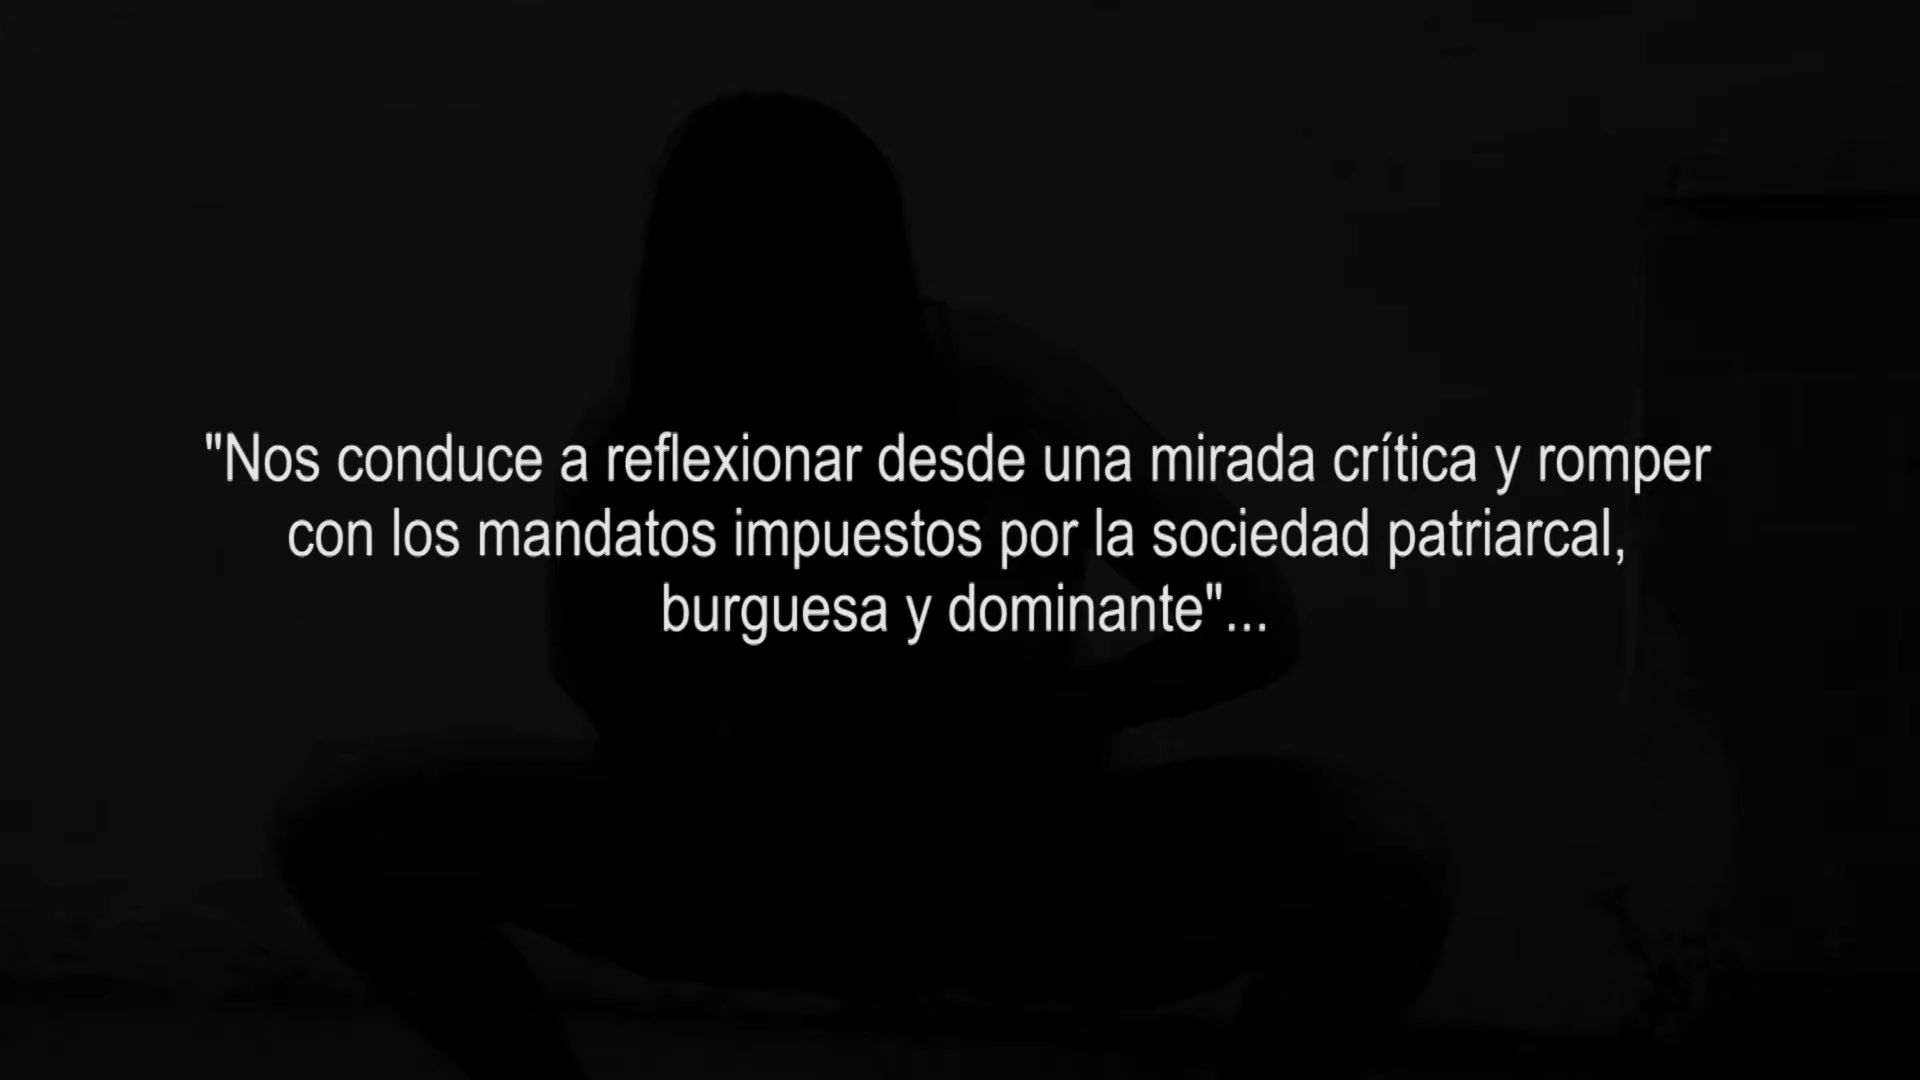 "Nos conduce a reflexionar desde una mirada crítica y romper
con los mandatos impuestos por la sociedad patriarcal,
burguesa y dominante"...